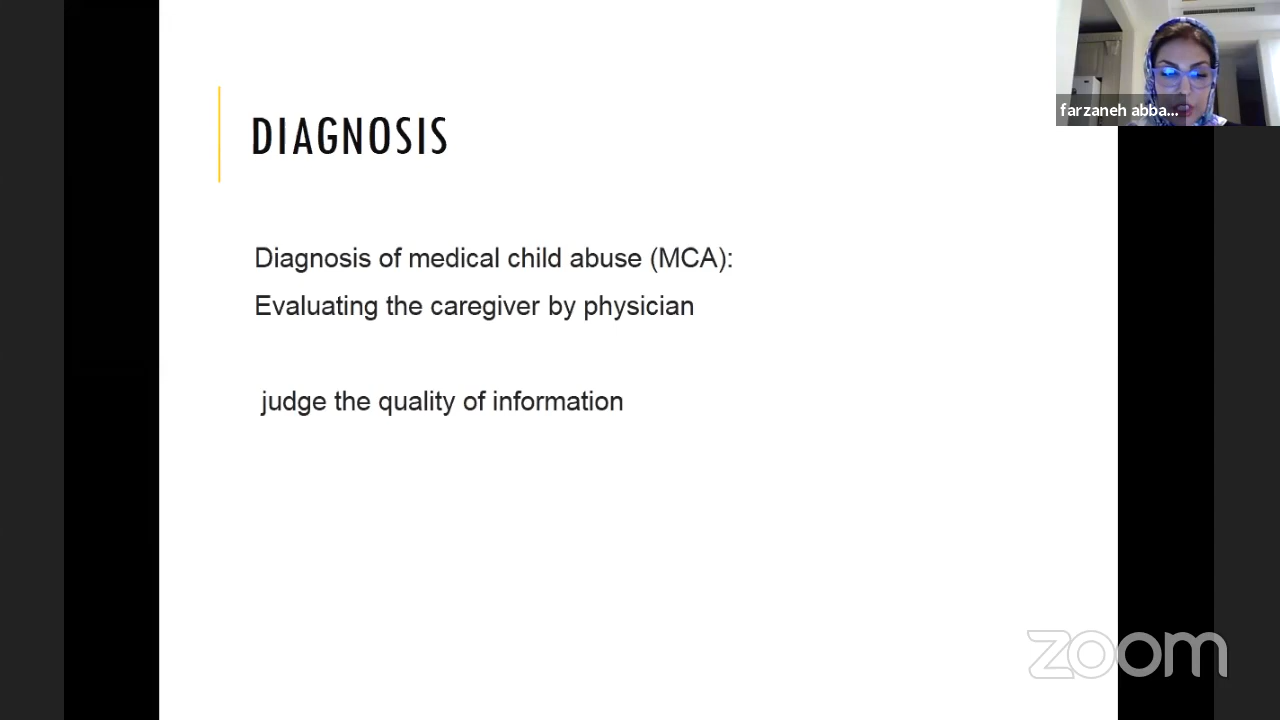 farzaneh abba...
DIAGNOSIS
Diagnosis of medical child abuse (MCA):
Evaluating the caregiver by physician
judge the quality of information
zoom